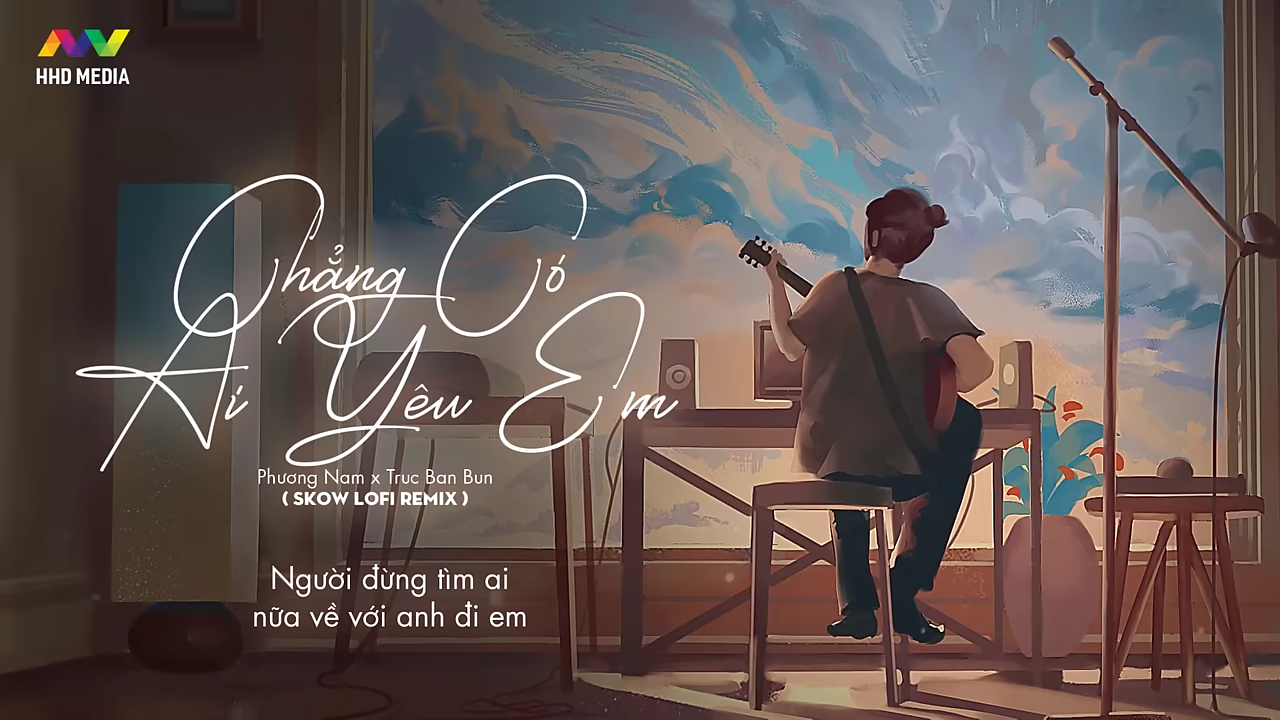 HHD MEDIA
Chẳng Có
Ai Yêu Em
Phương Nam x Truc Ban Bun
( SKOW LOFI REMIX )
Người đừng tìm ai
nữa về với anh đi em